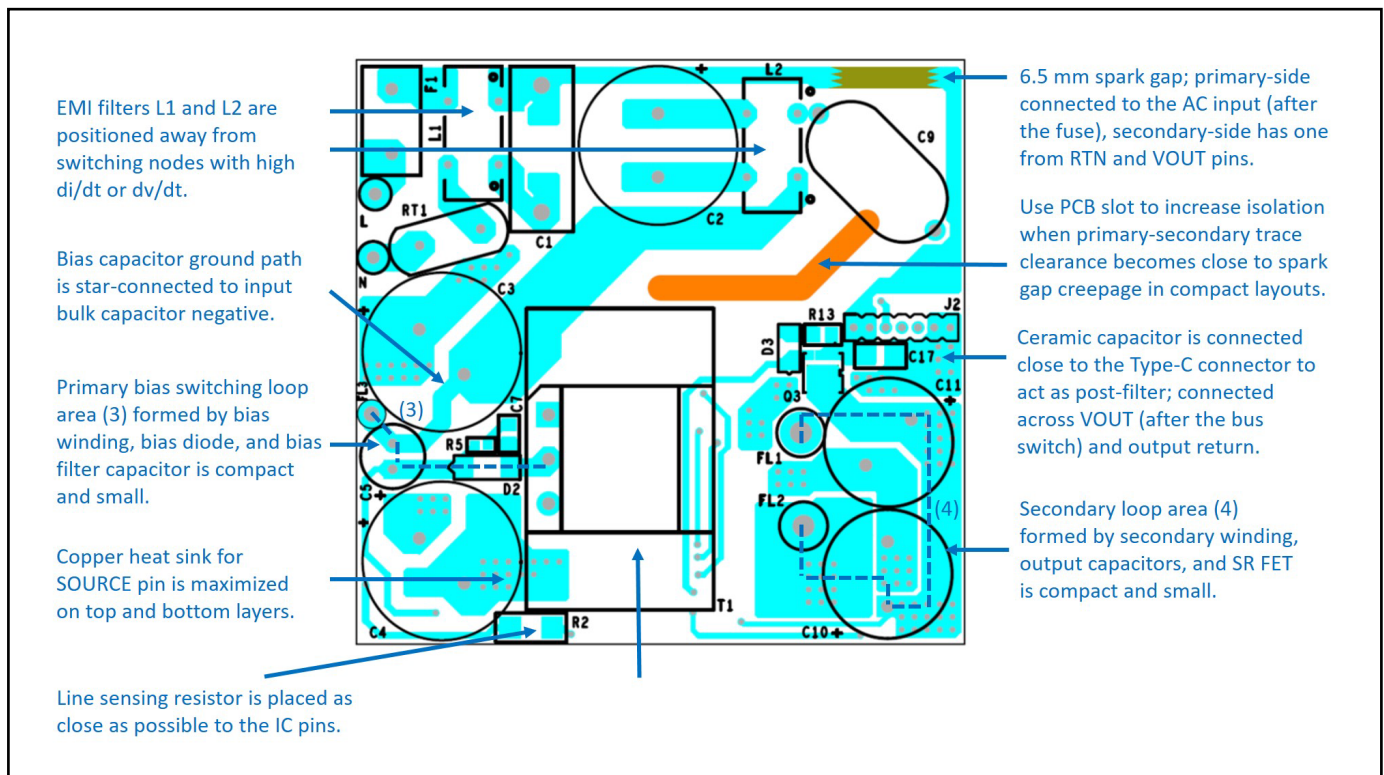 EMI filters L1 and L2 are
positioned away from
switching nodes with high
di/dt or dv/dt.
Bias capacitor ground path
is star-connected to input
bulk capacitor negative.
Primary bias switching loop
area (3) formed by bias
winding, bias diode, and bias
filter capacitor is compact
and small.
Copper heat sink for
SOURCE pin is maximized
on top and bottom layers.
Line sensing resistor is placed as
close as possible to the IC pins.
F1
L1
L
N
RT1
C1
+
C2
L2
C9
C3
+
FL3
(3)
C7
R5
D2
C5
+
+
C4
R2
T1
D3
R13
J2
C17
Q3
C11
+
FL1
FL2
(4)
C10+
6.5 mm spark gap; primary-side
connected to the AC input (after
the fuse), secondary-side has one
from RTN and VOUT pins.
Use PCB slot to increase isolation
when primary-secondary trace
clearance becomes close to spark
gap creepage in compact layouts.
Ceramic capacitor is connected
close to the Type-C connector to
act as post-filter; connected
across VOUT (after the bus
switch) and output return.
Secondary loop area (4)
formed by secondary winding,
output capacitors, and SR FET
is compact and small.